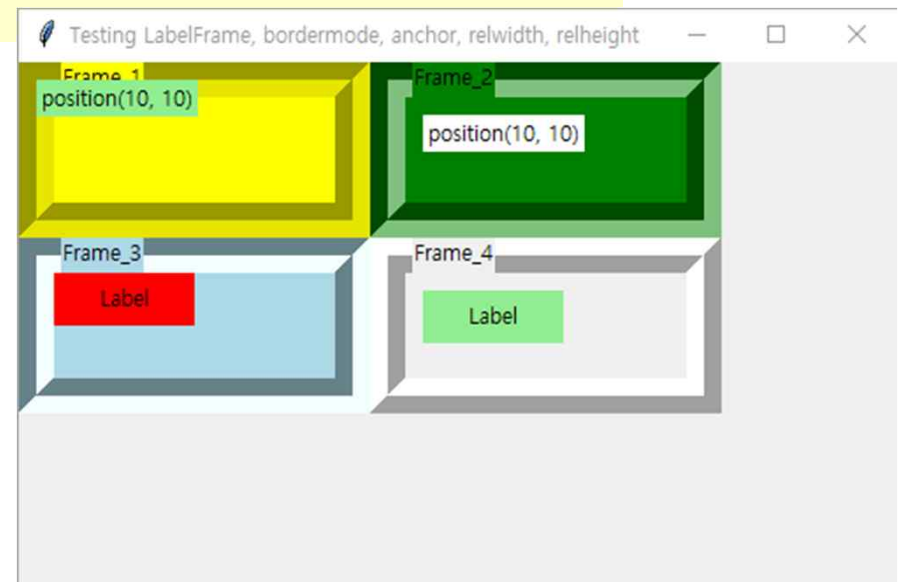 Testing LabelFrame, bordermode, anchor, relwidth, relheight
Frame_1
position(10, 10)
Frame_2
position(10, 10)
Frame_3
Label
Frame_4
Label